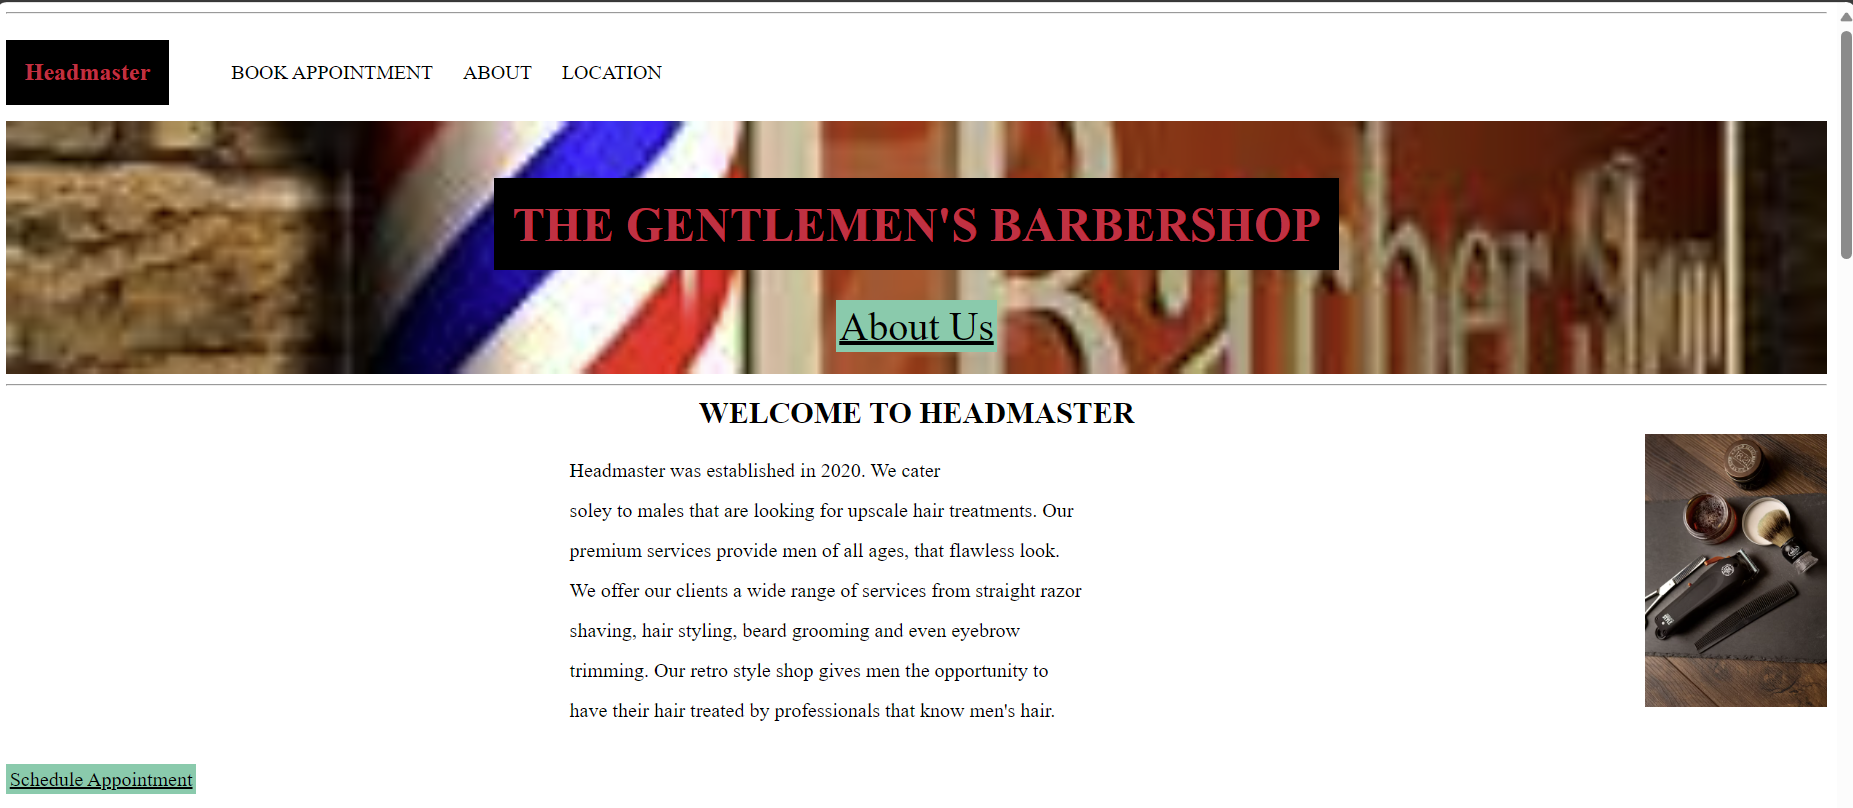 Headmaster
BOOK APPOINTMENT ABOUT LOCATION
Barber Shop
THE GENTLEMEN'S BARBERSHOP
About Us
WELCOME TO HEADMASTER
Headmaster was established in 2020. We cater
soley to males that are looking for upscale hair treatments. Our
premium services provide men of all ages, that flawless look.
We offer our clients a wide range of services from straight razor
shaving, hair styling, beard grooming and even eyebrow
trimming. Our retro style shop gives men the opportunity to
have their hair treated by professionals that know men's hair.
Schedule Appointment